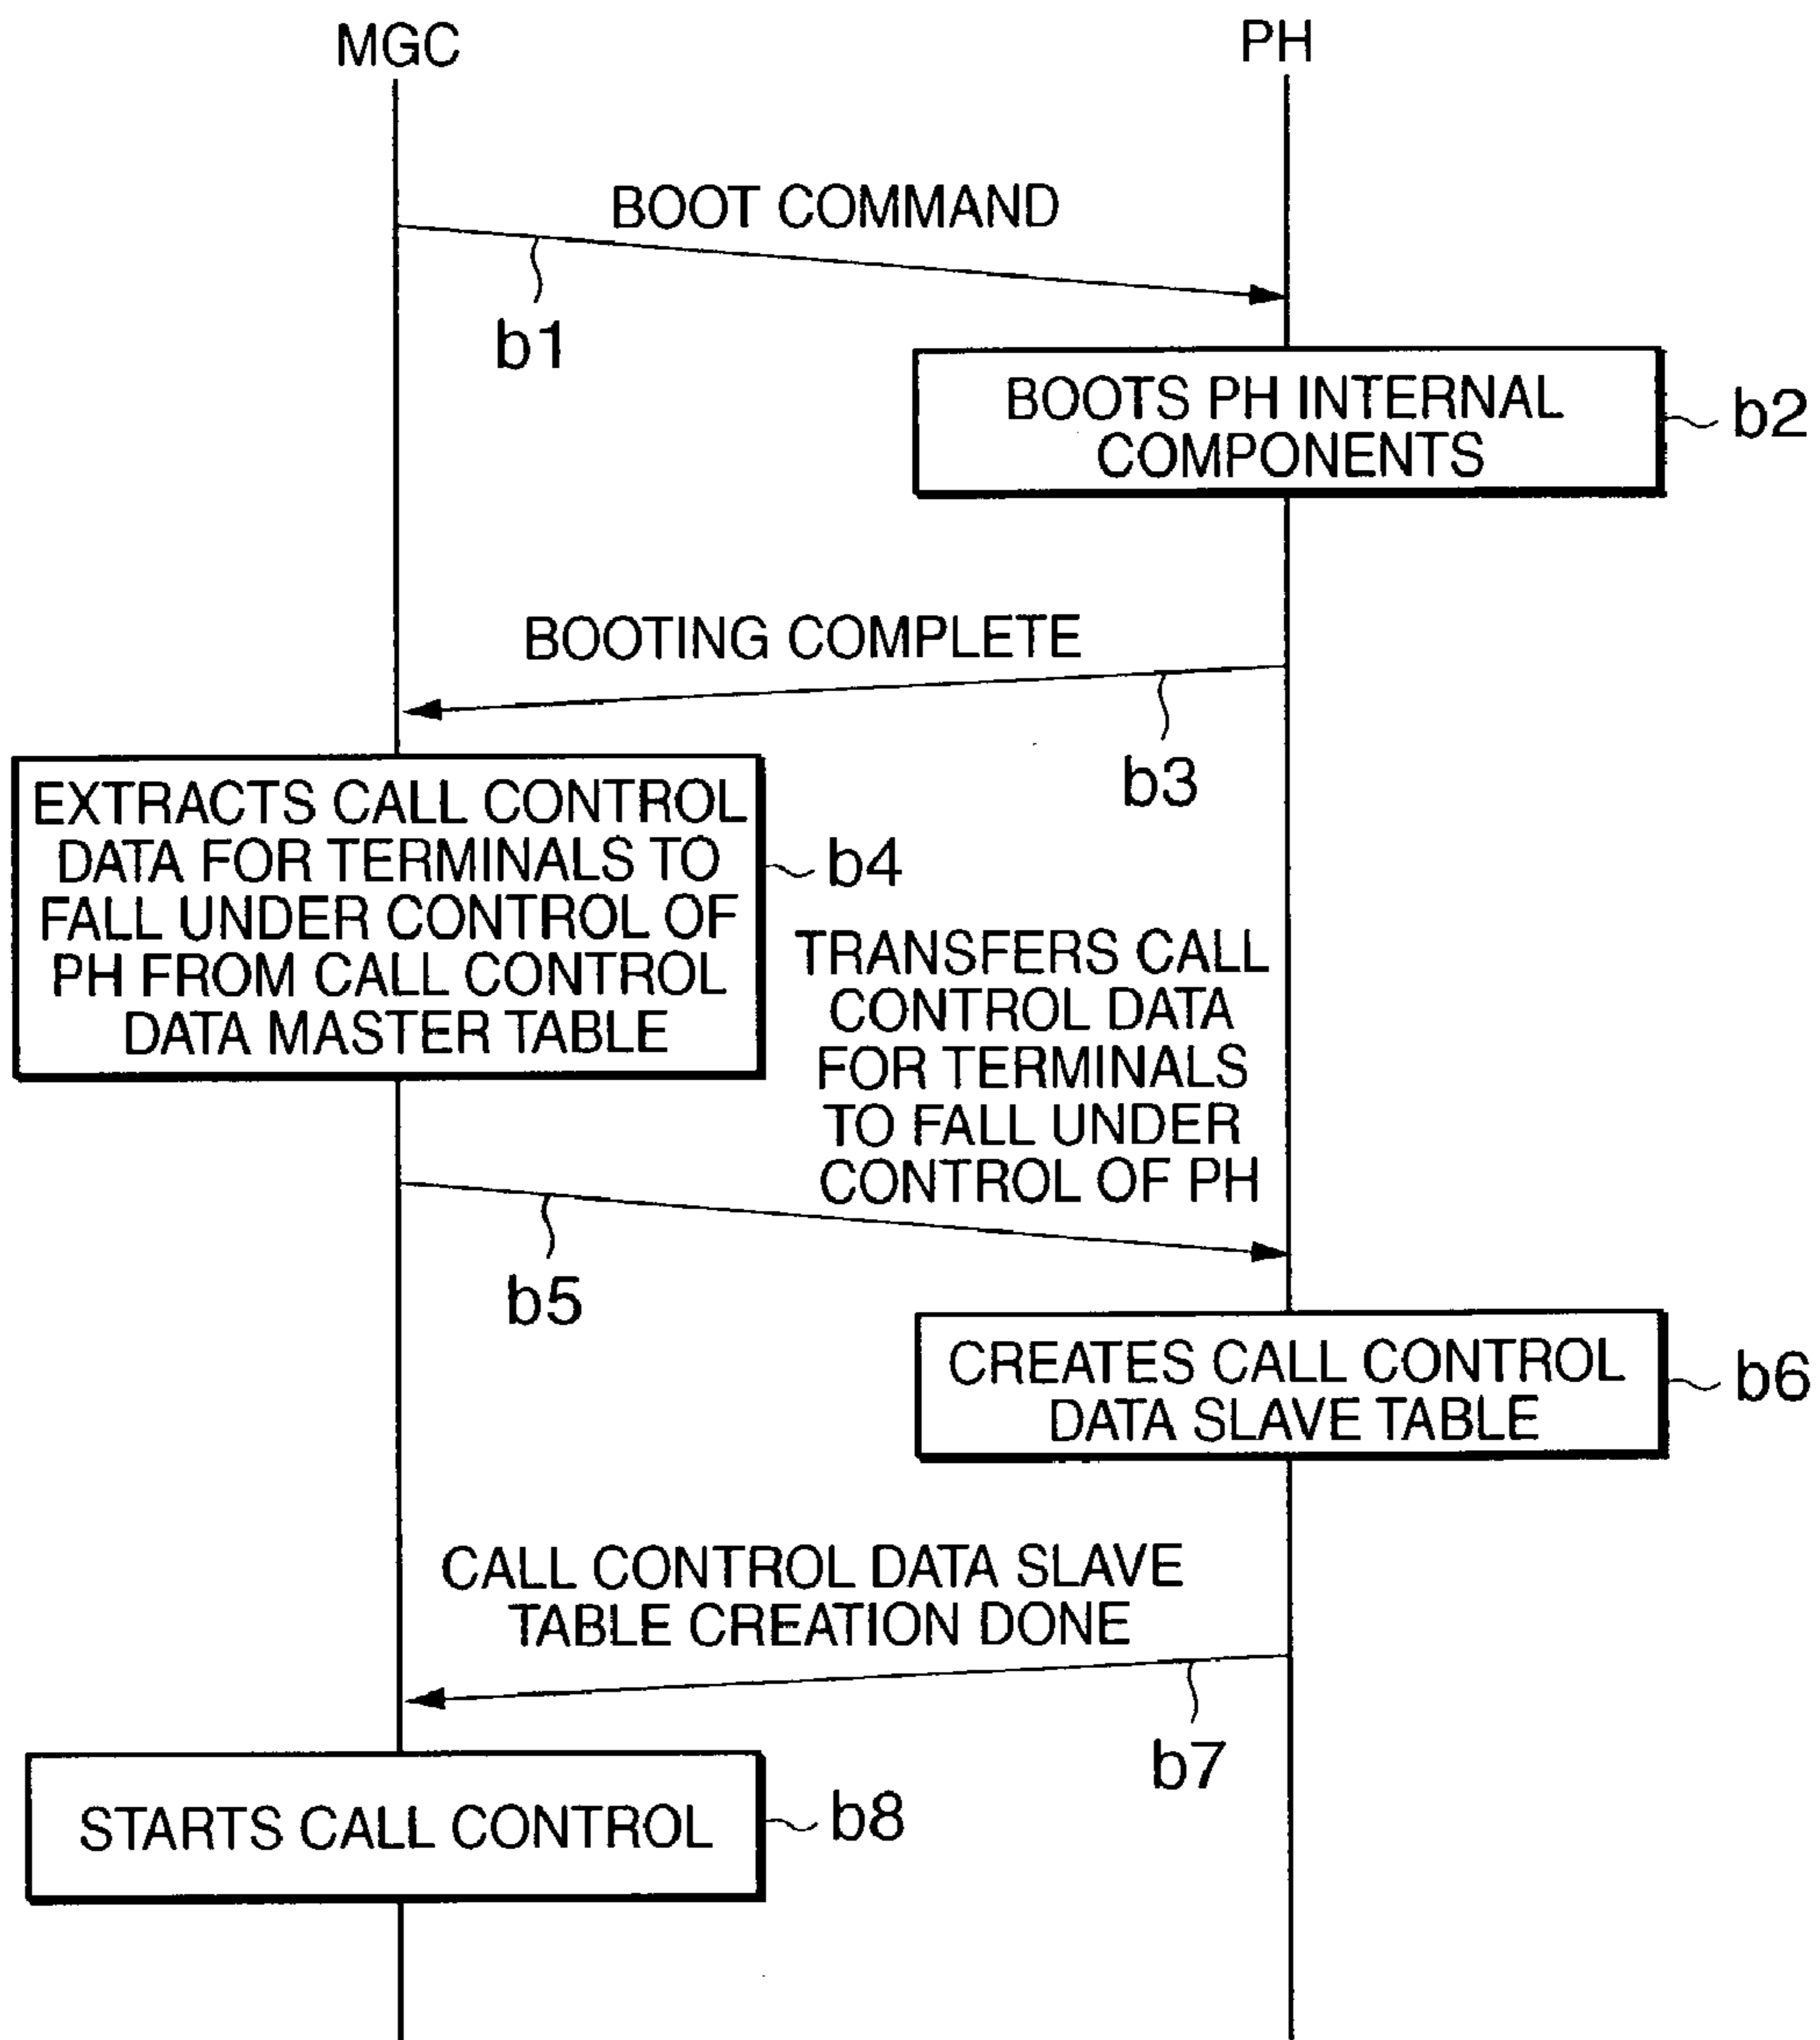 MGC
PH
BOOT COMMAND
b1
BOOTS PH INTERNAL
COMPONENTS
b2
BOOTING COMPLETE
b3
EXTRACTS CALL CONTROL
DATA FOR TERMINALS TO
FALL UNDER CONTROL OF
PH FROM CALL CONTROL
DATA MASTER TABLE
b4
TRANSFERS CALL
CONTROL DATA
FOR TERMINALS
TO FALL UNDER
CONTROL OF PH
b5
CREATES CALL CONTROL
DATA SLAVE TABLE
b6
CALL CONTROL DATA SLAVE
TABLE CREATION DONE
b7
STARTS CALL CONTROL
b8